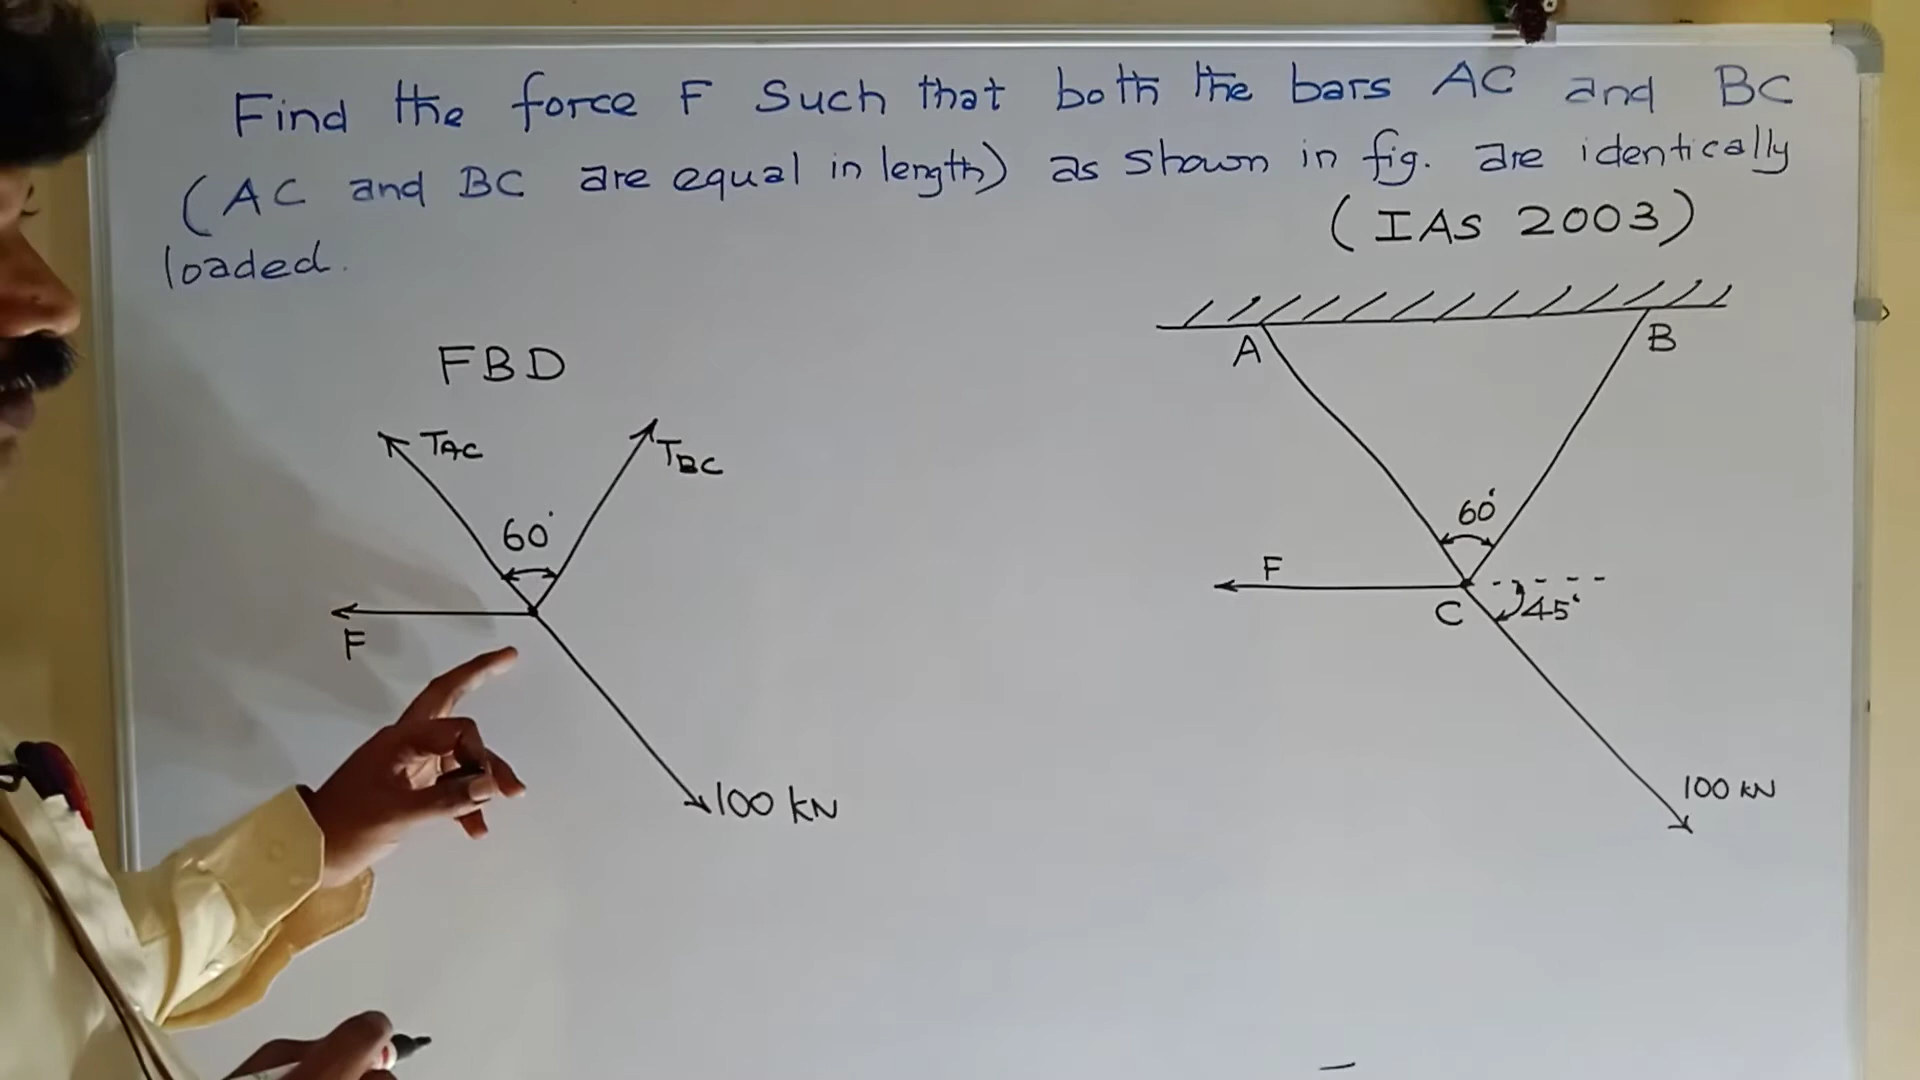 Find the force F Such that both the bars AC and BC
(AC and BC are equal in length) as shown in fig. are identically
loaded.
(IAS 2003)
FBD
TAC
TBC
60°
F
100 kN
A
B
60°
F
C
45°
100 kN